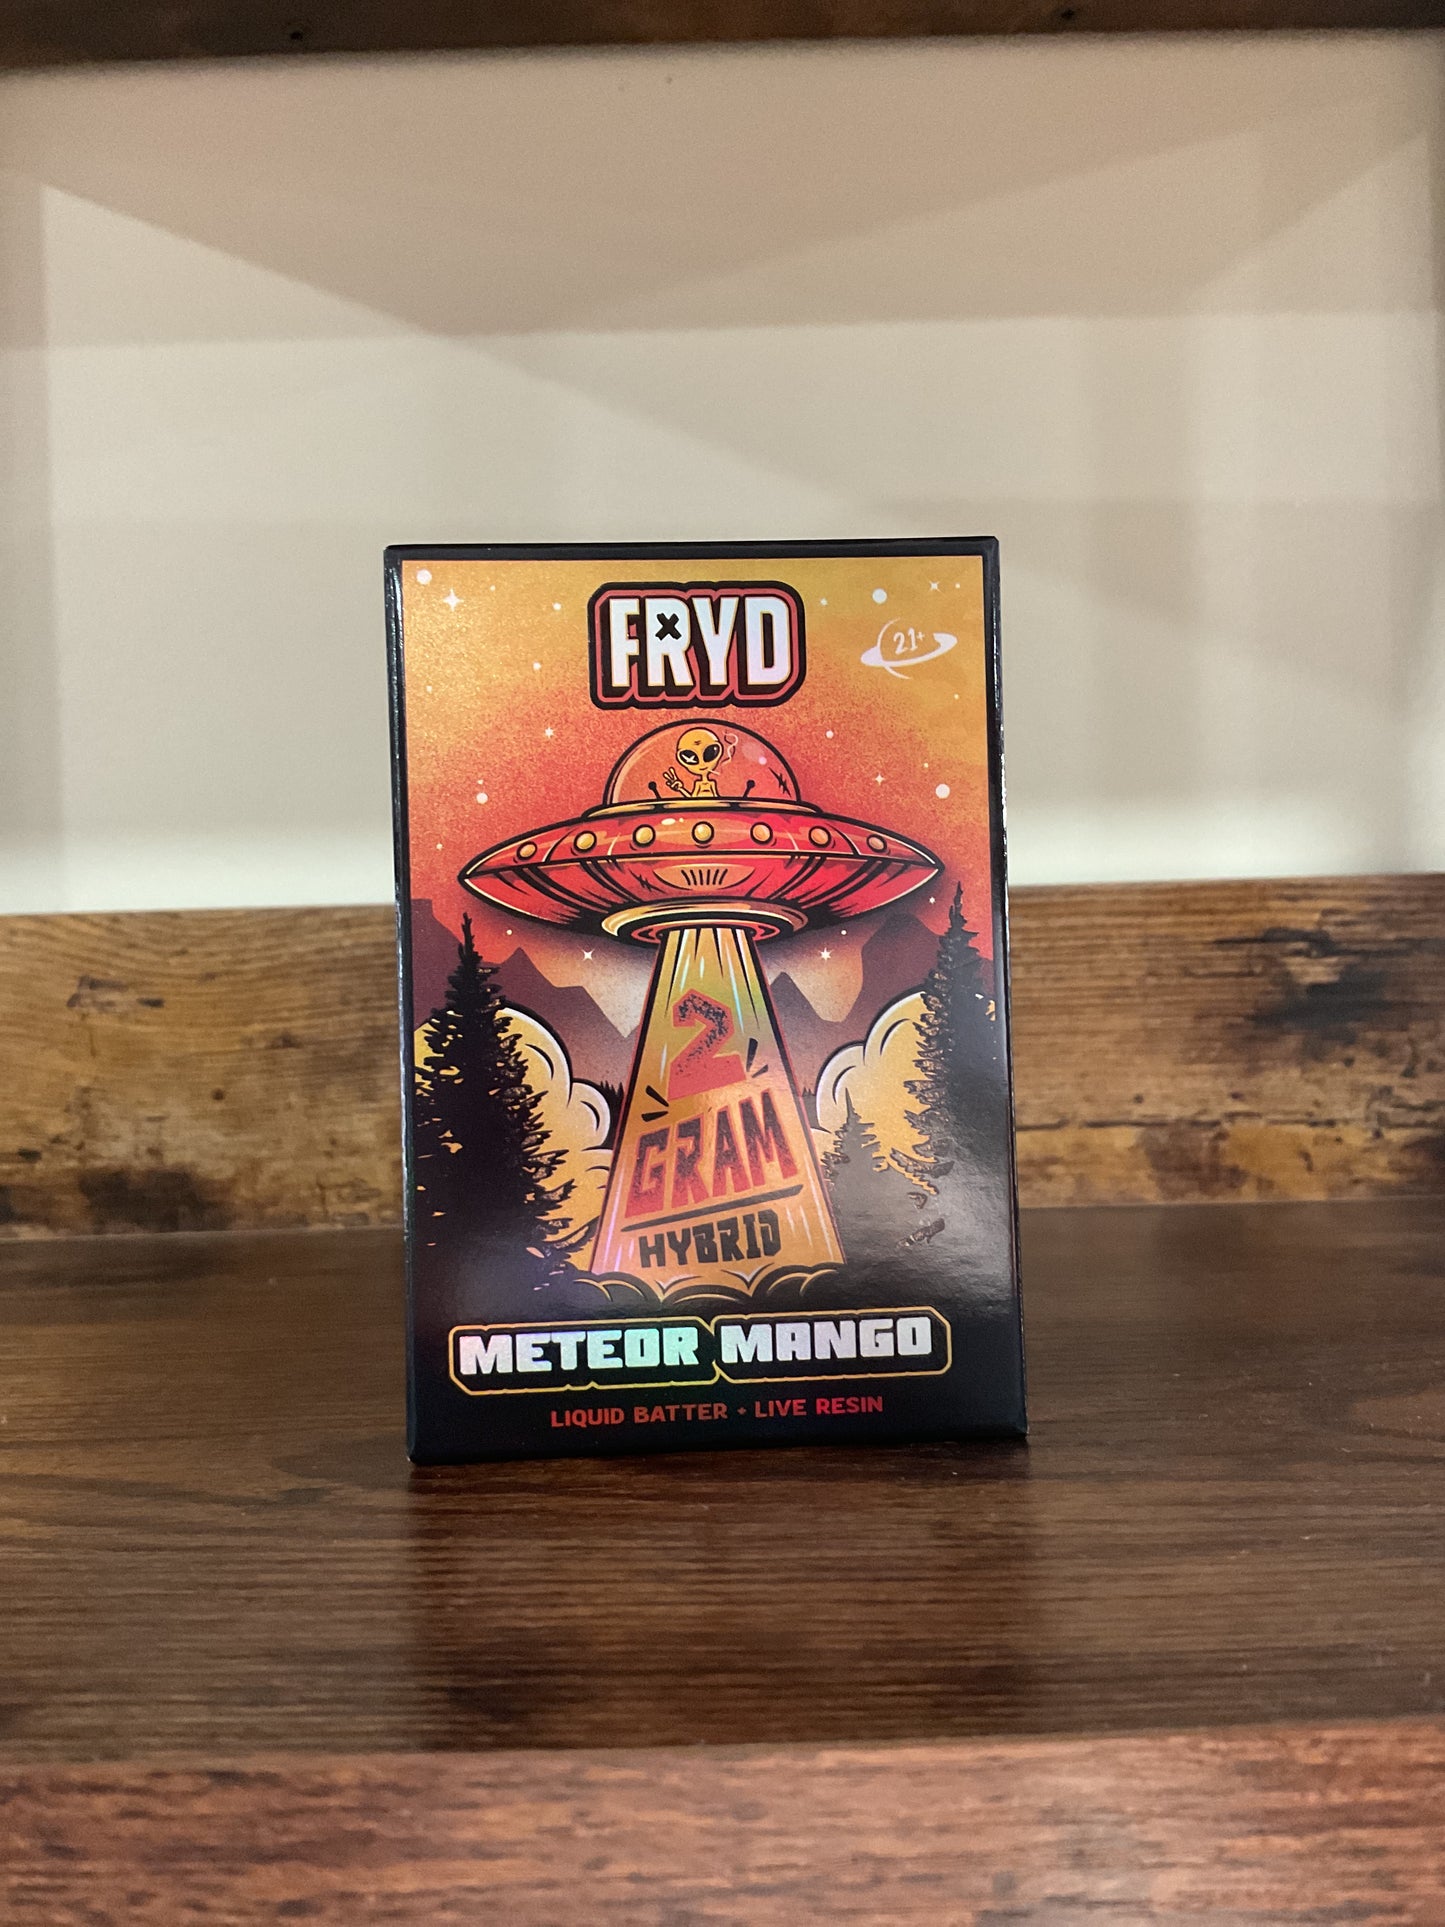 FRYD
21+
2
GRAM
HYBRID
METEOR MANGO
LIQUID BATTER + LIVE RESIN